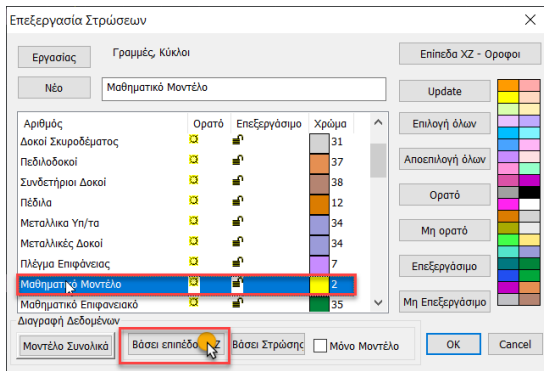 Επεξεργασία Στρώσεων
Εργασίας Γραμμές, Κύκλοι Επίπεδα XZ - Οροφοι
Νέο Μαθηματικό Μοντέλο Update
Αριθμός Ορατό Επεξεργάσιμο Χρώμα Επιλογή όλων
Δοκοί Σκυροδέματος 31
Πεδιλοδοκοί 37 Αποεπιλογή όλων
Συνδετήριοι Δοκοί 38
Πέδιλα 12 Ορατό
Μεταλλικα Υπ/τα 34
Μεταλλικές Δοκοί 34 Μη ορατό
Πλέγμα Επιφάνειας 7 Επεξεργάσιμο
Μαθηματικό Μοντέλο 2
Μαθηματικό Επιφανειακό 35 Μη Επεξεργάσιμο
Διαγραφή Δεδομένων
Μοντέλο Συνολικά Βάσει επιπέδο Z Βάσει Στρώσης Μόνο Μοντέλο OK Cancel